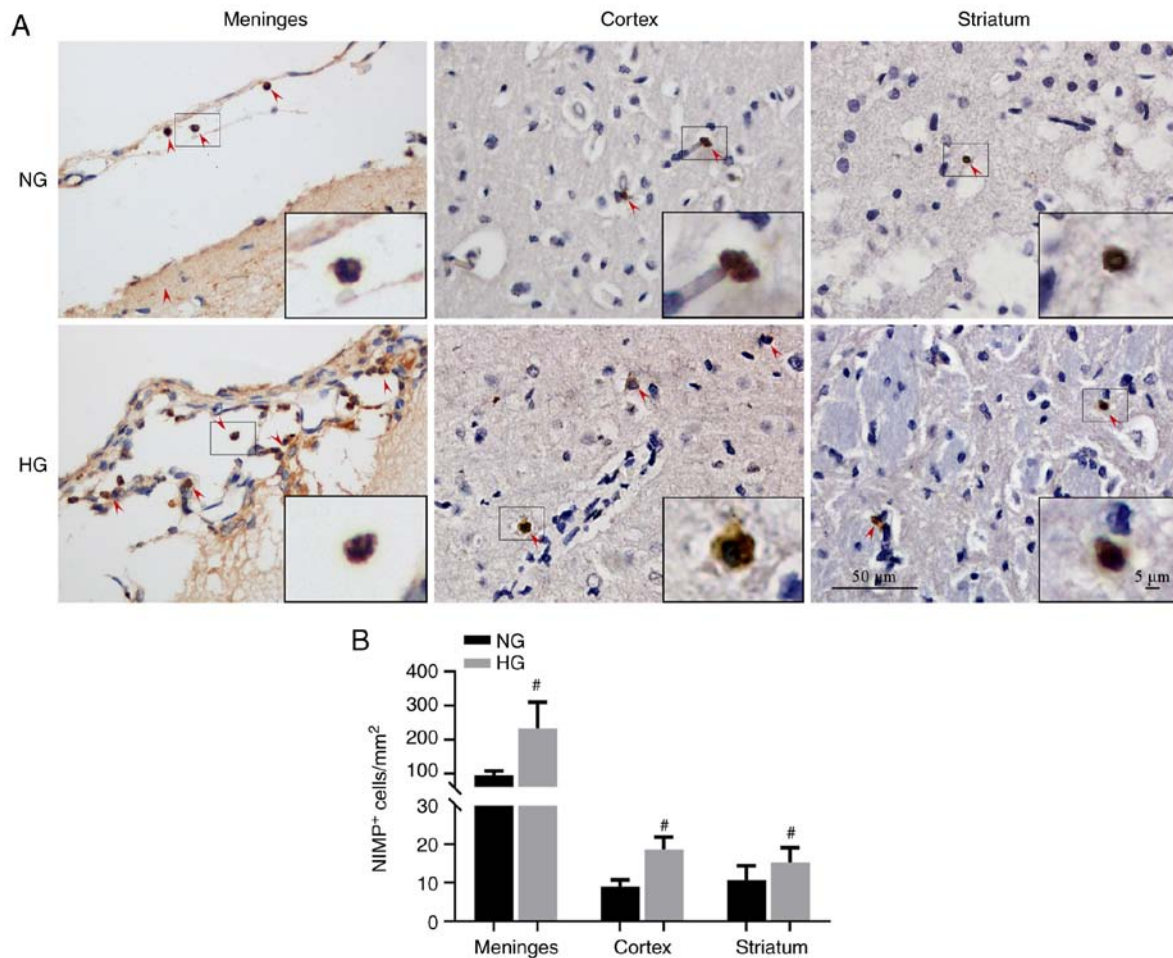 A
Meninges Cortex Striatum
NG
HG
50 µm
5 µm
B
NG
HG
NIMP⁺ cells/mm²
400
300
200
100
30
20
10
0
#
#
#
Meninges Cortex Striatum